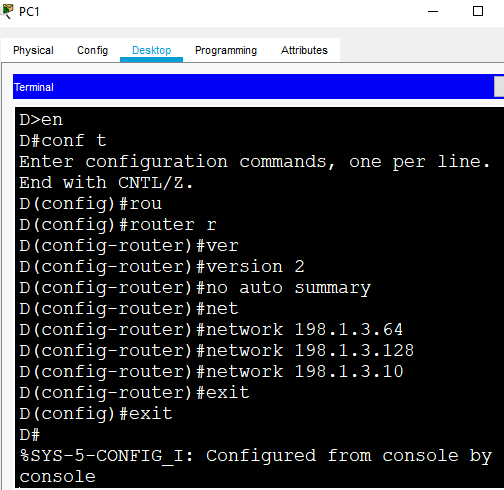 PC1
Physical Config Desktop Programming Attributes
Terminal
D>en
D#conf t
Enter configuration commands, one per line.
End with CNTL/Z.
D(config)#rou
D(config)#router r
D(config-router)#ver
D(config-router)#version 2
D(config-router)#no auto summary
D(config-router)#net
D(config-router)#network 198.1.3.64
D(config-router)#network 198.1.3.128
D(config-router)#network 198.1.3.10
D(config-router)#exit
D(config)#exit
D#
%SYS-5-CONFIG_I: Configured from console by
console